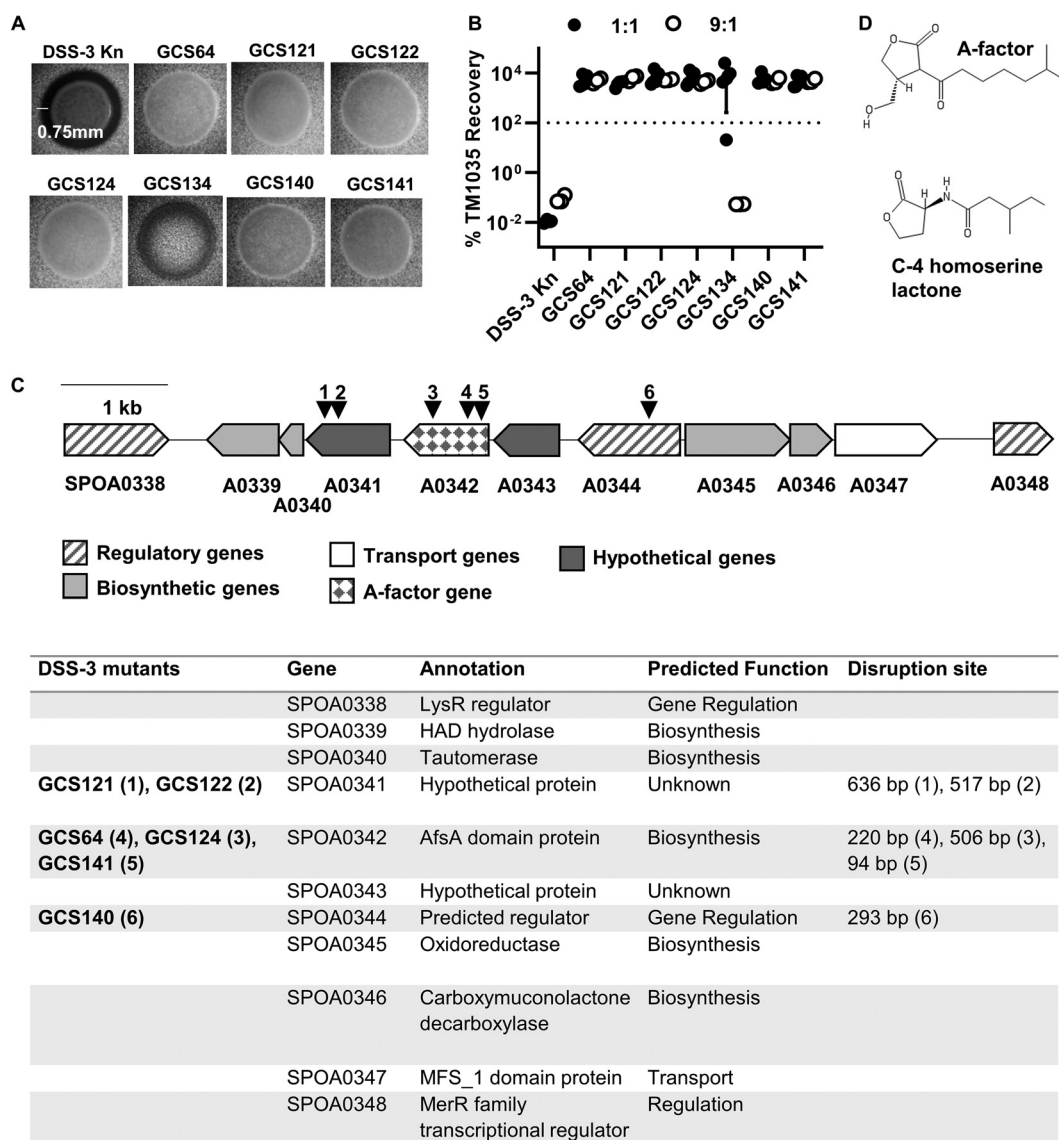 A
DSS-3 Kn
GCS64
GCS121
GCS122
0.75mm
GCS124
GCS134
GCS140
GCS141
B
1:1
9:1
% TM1035 Recovery
10^4
10^2
10^0
10^-2
DSS-3 Kn
GCS64
GCS121
GCS122
GCS124
GCS134
GCS140
GCS141
D
A-factor
O
O
H
O
O
H
O
O
H
H
N
O
C-4 homoserine
lactone
C
1 kb
1 2 3 4 5 6
SPOA0338 A0339 A0340 A0341 A0342 A0343 A0344 A0345 A0346 A0347 A0348
Regulatory genes
Transport genes
Hypothetical genes
Biosynthetic genes
A-factor gene
DSS-3 mutants Gene Annotation Predicted Function Disruption site
SPOA0338 LysR regulator Gene Regulation
SPOA0339 HAD hydrolase Biosynthesis
SPOA0340 Tautomerase Biosynthesis
GCS121 (1), GCS122 (2) SPOA0341 Hypothetical protein Unknown 636 bp (1), 517 bp (2)
GCS64 (4), GCS124 (3), SPOA0342 AfsA domain protein Biosynthesis 220 bp (4), 506 bp (3),
GCS141 (5) 94 bp (5)
SPOA0343 Hypothetical protein Unknown
GCS140 (6) SPOA0344 Predicted regulator Gene Regulation 293 bp (6)
SPOA0345 Oxidoreductase Biosynthesis
SPOA0346 Carboxymuconolactone Biosynthesis
decarboxylase
SPOA0347 MFS_1 domain protein Transport
SPOA0348 MerR family Regulation
transcriptional regulator